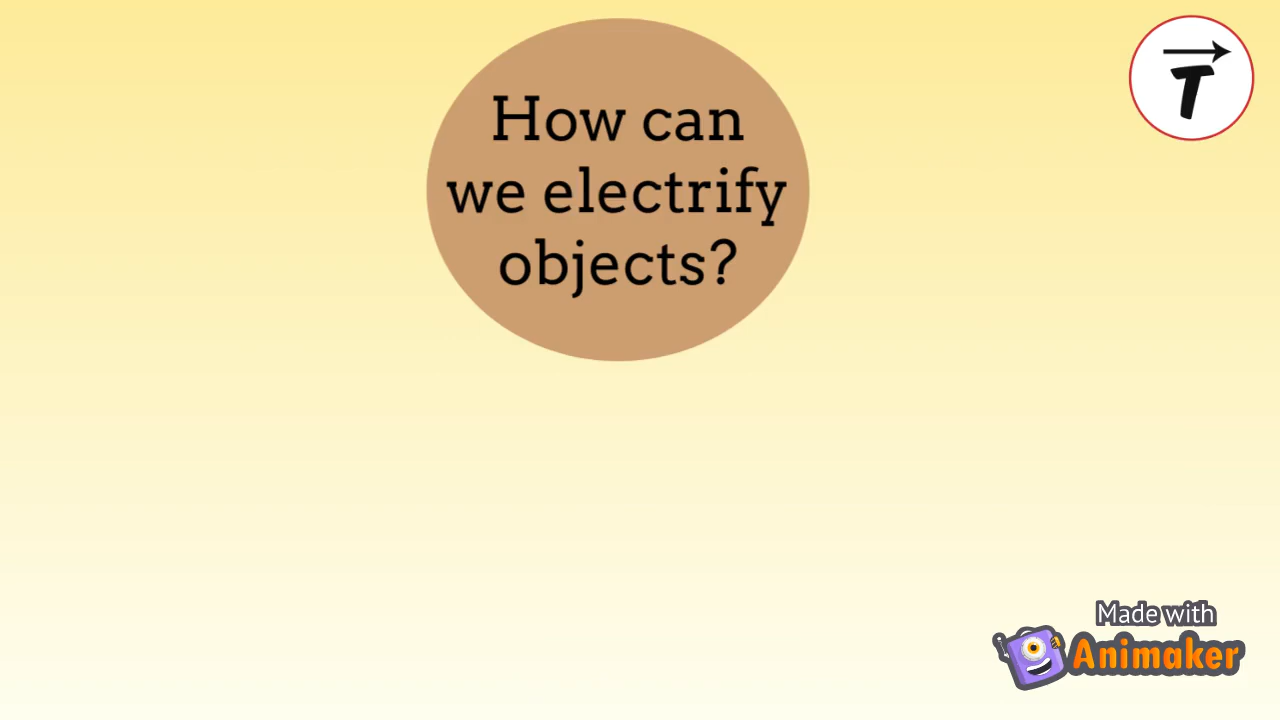 How can
we electrify
objects?
T
Made with
Animaker